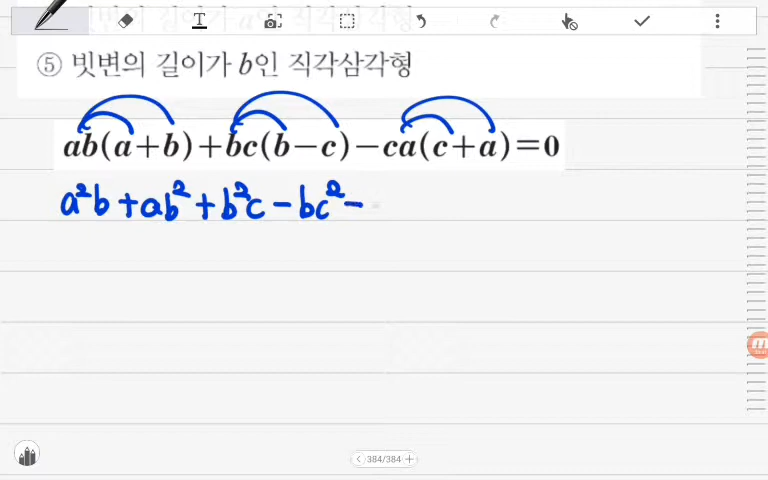 ⑤ 빗변의 길이가 b인 직각삼각형
ab(a+b)+bc(b−c)−ca(c+a)=0
a²b+ab²+b²c−bc²−
384/384